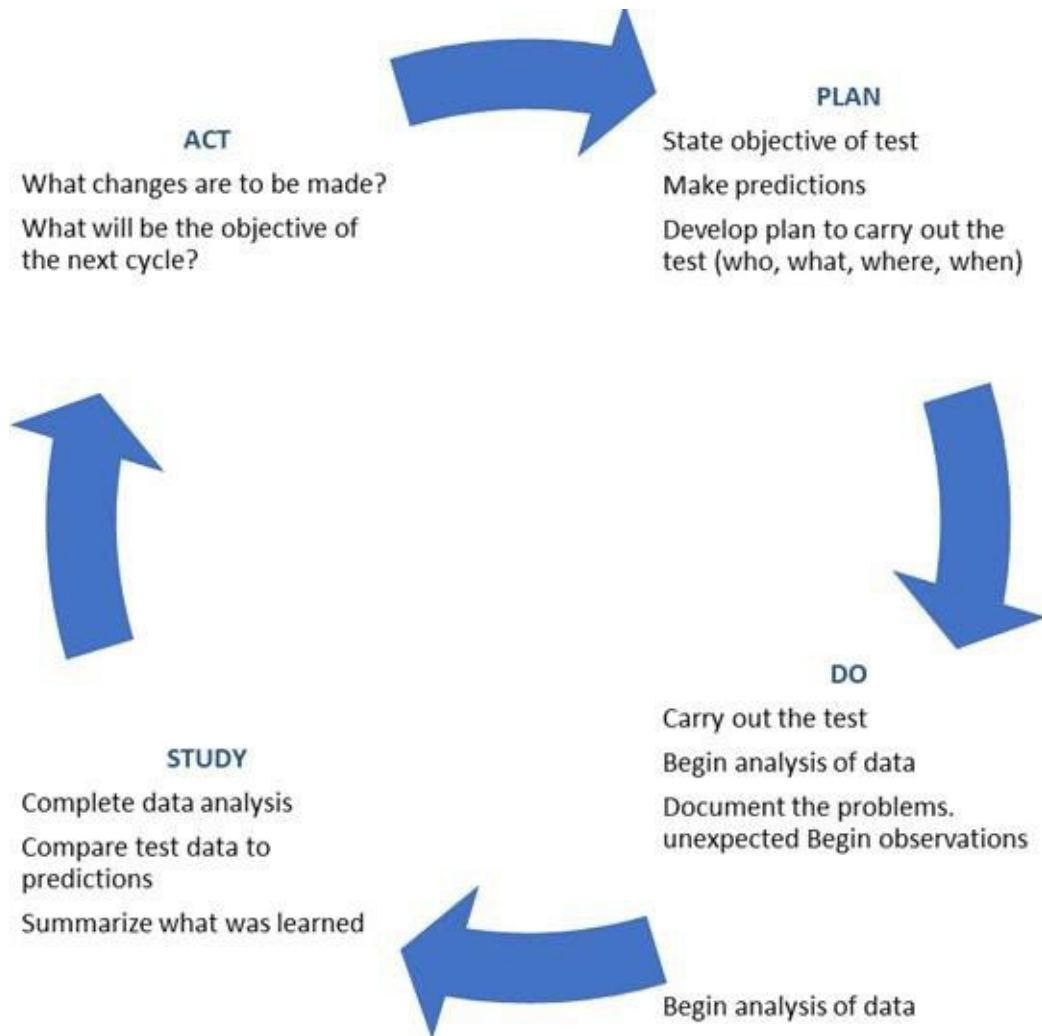 ACT
What changes are to be made?
What will be the objective of
the next cycle?
PLAN
State objective of test
Make predictions
Develop plan to carry out the
test (who, what, where, when)
DO
Carry out the test
Begin analysis of data
Document the problems.
unexpected Begin observations
Begin analysis of data
STUDY
Complete data analysis
Compare test data to
predictions
Summarize what was learned